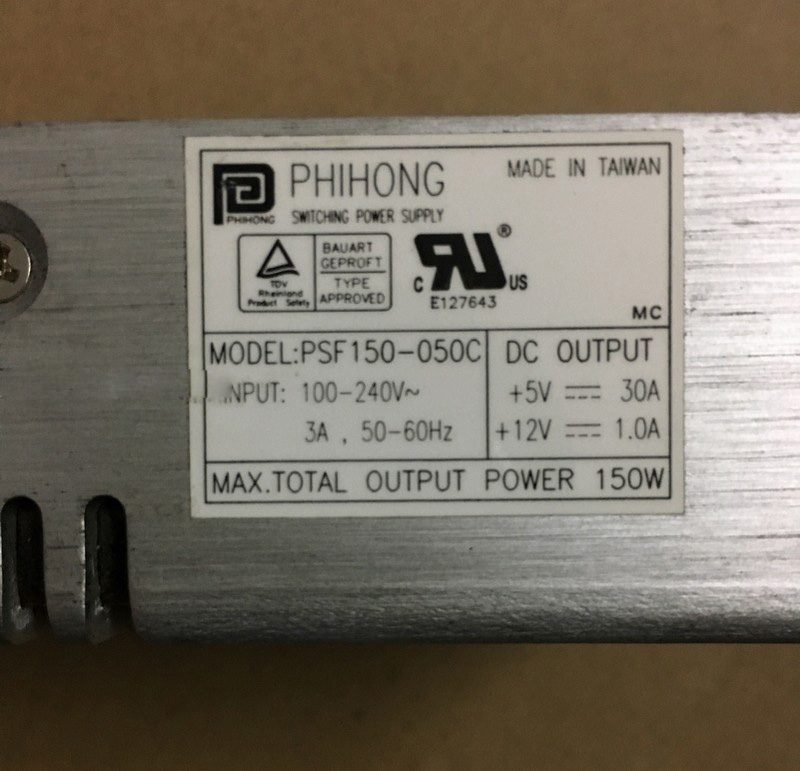 PHIHONG
PHIHONG
MADE IN TAIWAN
SWITCHING POWER SUPPLY
TÜV
Rheinland
Product Safety
BAUART
GEPROFT
TYPE
APPROVED
c RU US ®
E127643
MC
MODEL:PSF150-050C
INPUT: 100-240V~
3A , 50-60Hz
DC OUTPUT
+5V ⎓ 30A
+12V ⎓ 1.0A
MAX.TOTAL OUTPUT POWER 150W